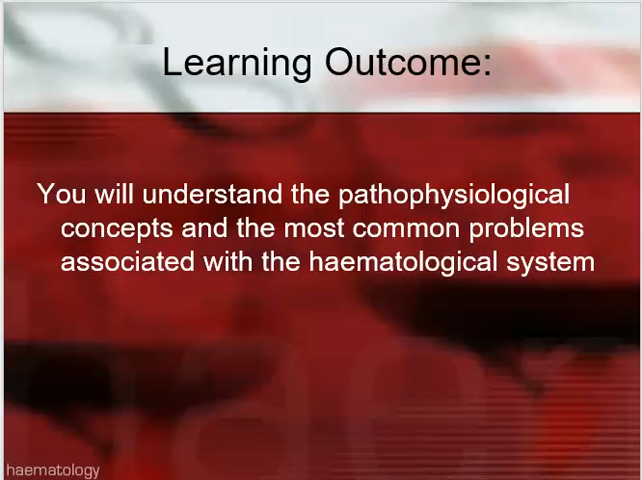 Learning Outcome:
You will understand the pathophysiological
concepts and the most common problems
associated with the haematological system
haematology